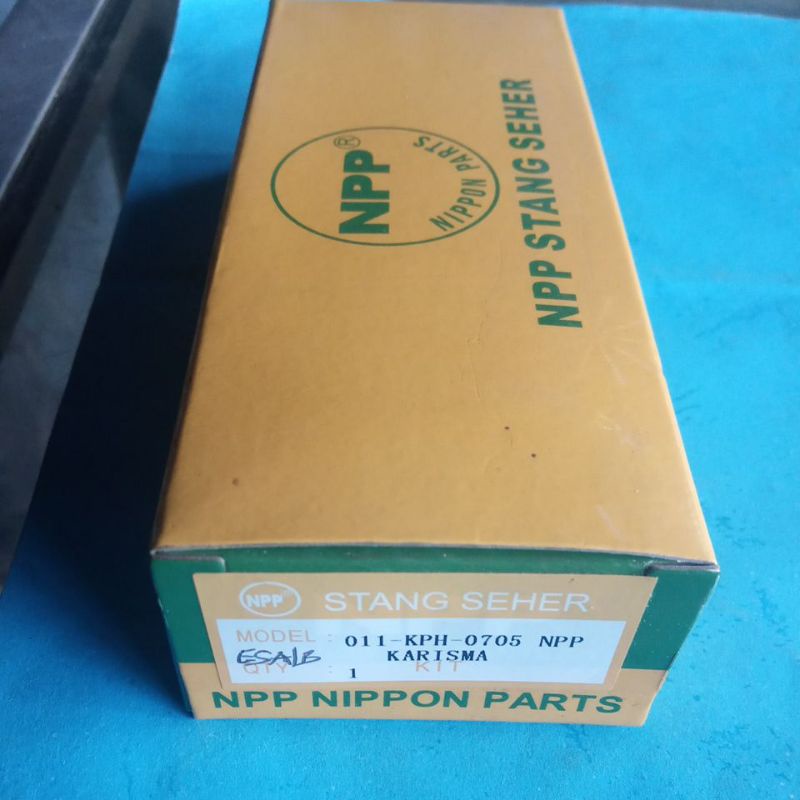 NPP®
NIPPON PARTS
NPP STANG SEHER
NPP STANG SEHER
MODEL : 011-KPH-0705 NPP
KARISMA
QTY : 1 KIT
NPP NIPPON PARTS